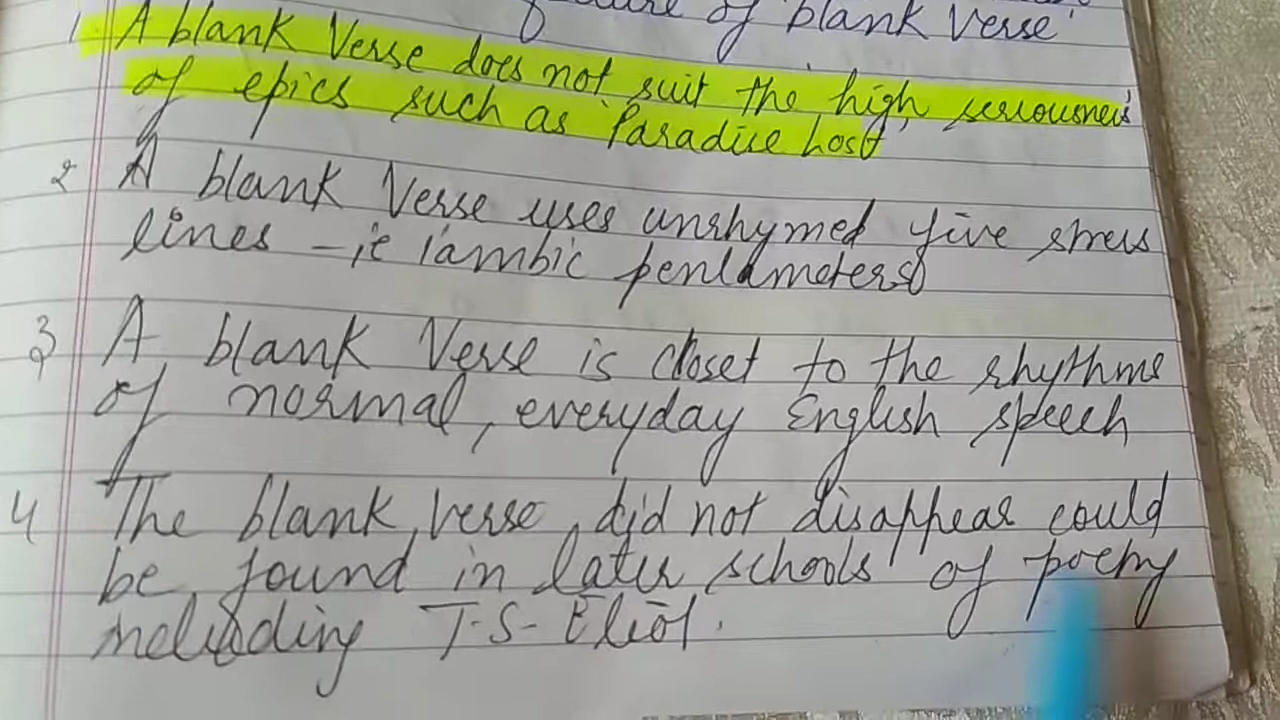 of blank Verse'
1 A blank Verse does not suit the high seriousness
of epics such as 'Paradise Lost'
2 A blank Verse uses unrhymed five stress
lines - ie iambic pentameters
3 A blank Verse is closet to the rhythms
of normal, everyday English speech
4 The blank verse, did not disappear could
be found in later schools of poetry
including T-S- Eliot.